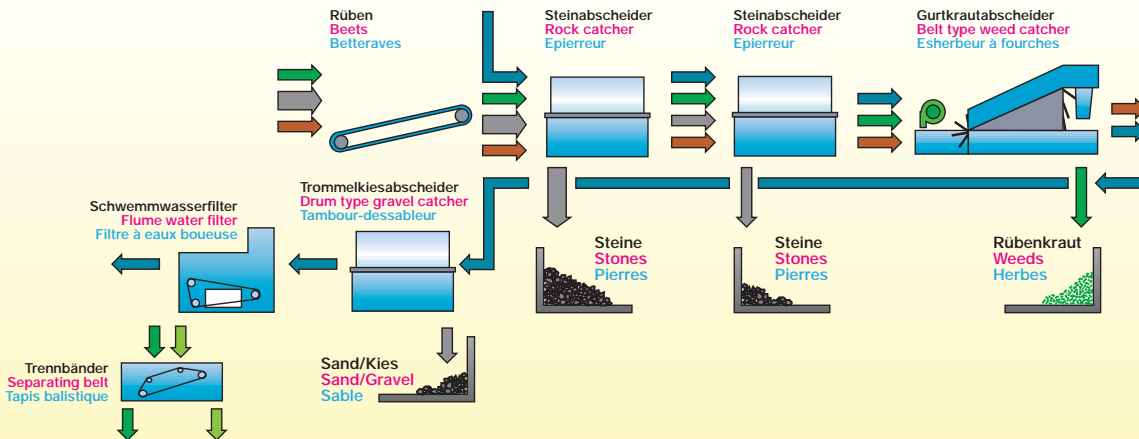 Rüben
Beets
Betteraves
Steinabscheider
Rock catcher
Epierreur
Steinabscheider
Rock catcher
Epierreur
Gurtkrautabscheider
Belt type weed catcher
Esherbeur à fourches
Trommelkiesabscheider
Drum type gravel catcher
Tambour-dessableur
Schwemmwasserfilter
Flume water filter
Filtre à eaux boueuse
Steine
Stones
Pierres
Steine
Stones
Pierres
Rübenkraut
Weeds
Herbes
Trennbänder
Separating belt
Tapis balistique
Sand/Kies
Sand/Gravel
Sable